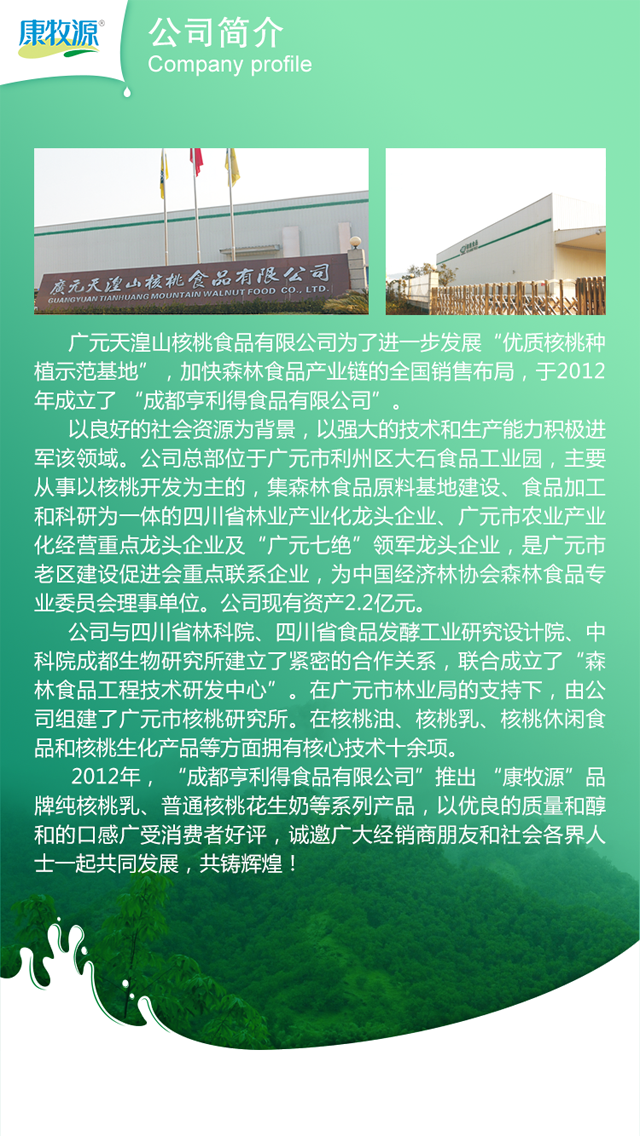 康牧源®
公司简介
Company profile
廣元天湟山核桃食品有限公司
GUANGYUAN TIANHUANG MOUNTAIN WALNUT FOOD CO., LTD.
广元天湟山核桃食品有限公司为了进一步发展“优质核桃种
植示范基地”，加快森林食品产业链的全国销售布局，于2012
年成立了 “成都亨利得食品有限公司”。
以良好的社会资源为背景，以强大的技术和生产能力积极进
军该领域。公司总部位于广元市利州区大石食品工业园，主要
从事以核桃开发为主的，集森林食品原料基地建设、食品加工
和科研为一体的四川省林业产业化龙头企业、广元市农业产业
化经营重点龙头企业及“广元七绝”领军龙头企业，是广元市
老区建设促进会重点联系企业，为中国经济林协会森林食品专
业委员会理事单位。公司现有资产2.2亿元。
公司与四川省林科院、四川省食品发酵工业研究设计院、中
科院成都生物研究所建立了紧密的合作关系，联合成立了“森
林食品工程技术研发中心”。在广元市林业局的支持下，由公
司组建了广元市核桃研究所。在核桃油、核桃乳、核桃休闲食
品和核桃生化产品等方面拥有核心技术十余项。
2012年， “成都亨利得食品有限公司”推出 “康牧源”品
牌纯核桃乳、普通核桃花生奶等系列产品，以优良的质量和醇
和的口感广受消费者好评，诚邀广大经销商朋友和社会各界人
士一起共同发展，共铸辉煌！